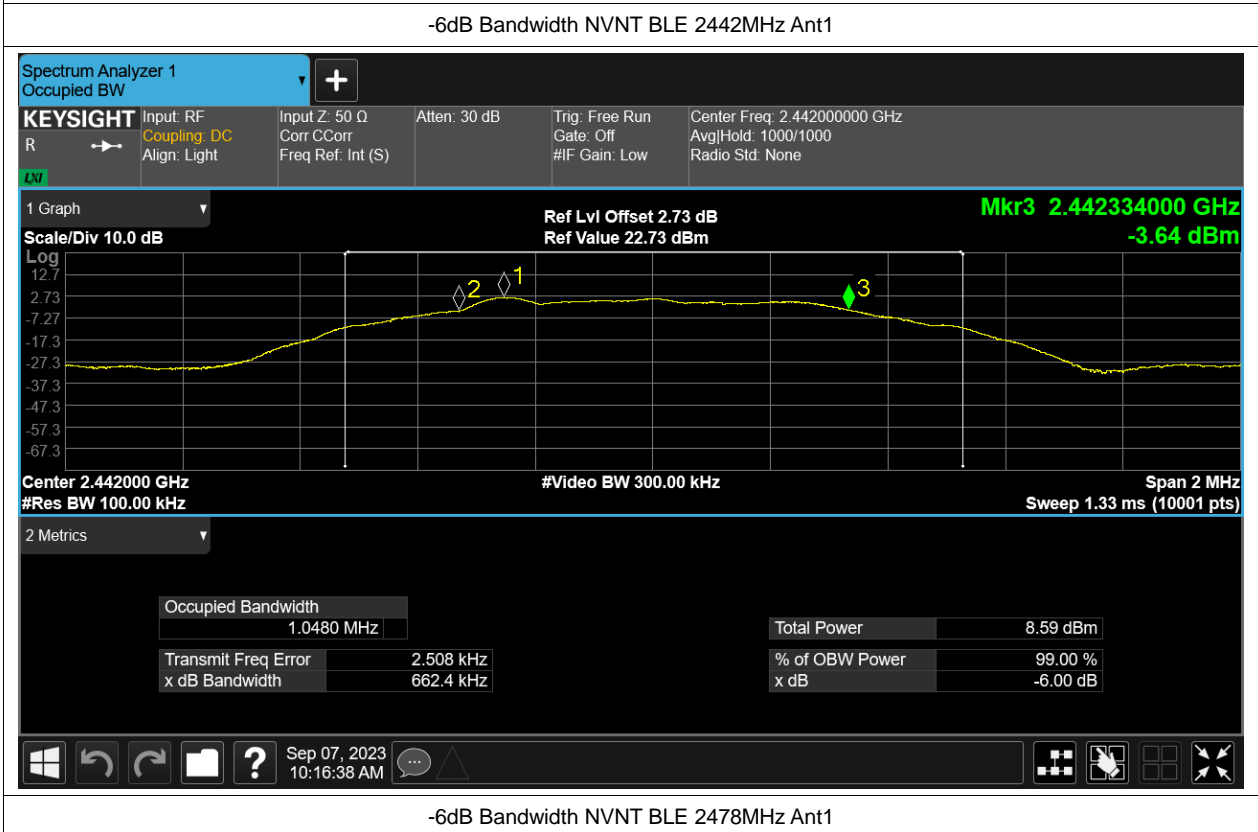 -6dB Bandwidth NVNT BLE 2442MHz Ant1
Spectrum Analyzer 1
Occupied BW
KEYSIGHT
R
LXI
Input: RF
Coupling: DC
Align: Light
Input Z: 50 Ω
Corr CCorr
Freq Ref: Int (S)
Atten: 30 dB
Trig: Free Run
Gate: Off
#IF Gain: Low
Center Freq: 2.442000000 GHz
Avg|Hold: 1000/1000
Radio Std: None
1 Graph
Scale/Div 10.0 dB
Ref Lvl Offset 2.73 dB
Ref Value 22.73 dBm
Mkr3 2.442334000 GHz
-3.64 dBm
Log
12.7
2.73
-7.27
-17.3
-27.3
-37.3
-47.3
-57.3
-67.3
2
1
3
Center 2.442000 GHz
#Res BW 100.00 kHz
#Video BW 300.00 kHz
Span 2 MHz
Sweep 1.33 ms (10001 pts)
2 Metrics
Occupied Bandwidth
1.0480 MHz
Transmit Freq Error 2.508 kHz
x dB Bandwidth 662.4 kHz
Total Power 8.59 dBm
% of OBW Power 99.00 %
x dB -6.00 dB
?
Sep 07, 2023
10:16:38 AM
-6dB Bandwidth NVNT BLE 2478MHz Ant1